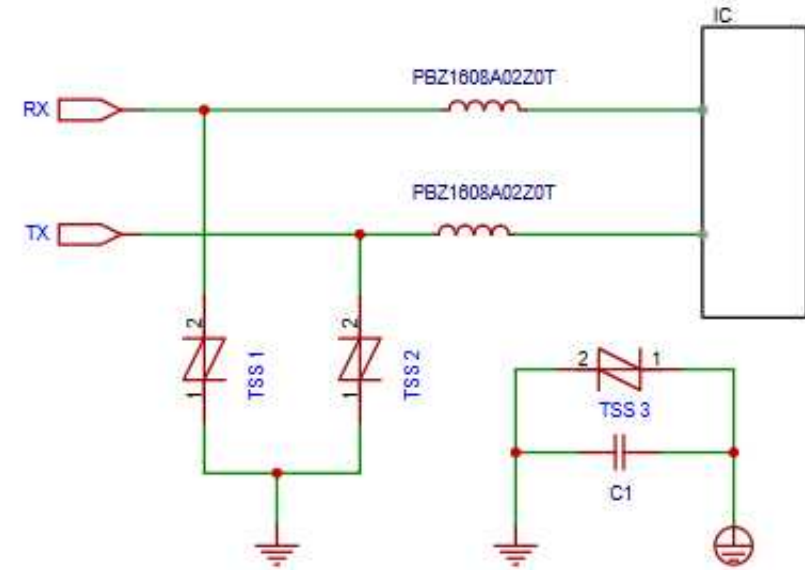 IC
PBZ1608A02Z0T
RX
PBZ1608A02Z0T
TX
2
TSS 1
1
2
TSS 2
1
2
1
TSS 3
C1